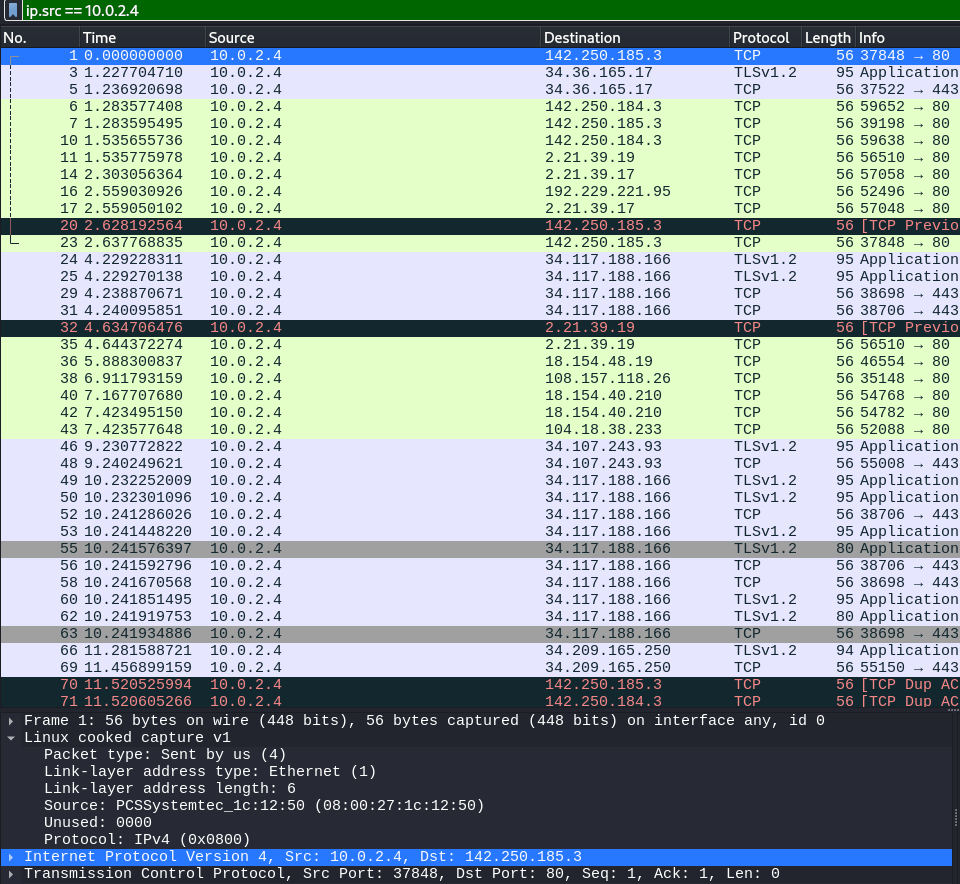 ip.src == 10.0.2.4
No. Time Source Destination Protocol Length Info
1 0.000000000 10.0.2.4 142.250.185.3 TCP 56 37848 → 80
3 1.227704710 10.0.2.4 34.36.165.17 TLSv1.2 95 Application
5 1.236920698 10.0.2.4 34.36.165.17 TCP 56 37522 → 443
6 1.283577408 10.0.2.4 142.250.184.3 TCP 56 59652 → 80
7 1.283595495 10.0.2.4 142.250.185.3 TCP 56 39198 → 80
10 1.535655736 10.0.2.4 142.250.184.3 TCP 56 59638 → 80
11 1.535775978 10.0.2.4 2.21.39.19 TCP 56 56510 → 80
14 2.303056364 10.0.2.4 2.21.39.17 TCP 56 57058 → 80
16 2.559030926 10.0.2.4 192.229.221.95 TCP 56 52496 → 80
17 2.559050102 10.0.2.4 2.21.39.17 TCP 56 57048 → 80
20 2.628192564 10.0.2.4 142.250.185.3 TCP 56 [TCP Previo
23 2.637768835 10.0.2.4 142.250.185.3 TCP 56 37848 → 80
24 4.229228311 10.0.2.4 34.117.188.166 TLSv1.2 95 Application
25 4.229270138 10.0.2.4 34.117.188.166 TLSv1.2 95 Application
29 4.238870671 10.0.2.4 34.117.188.166 TCP 56 38698 → 443
31 4.240095851 10.0.2.4 34.117.188.166 TCP 56 38706 → 443
32 4.634706476 10.0.2.4 2.21.39.19 TCP 56 [TCP Previo
35 4.644372274 10.0.2.4 2.21.39.19 TCP 56 56510 → 80
36 5.888300837 10.0.2.4 18.154.48.19 TCP 56 46554 → 80
38 6.911793159 10.0.2.4 108.157.118.26 TCP 56 35148 → 80
40 7.167707680 10.0.2.4 18.154.40.210 TCP 56 54768 → 80
42 7.423495150 10.0.2.4 18.154.40.210 TCP 56 54782 → 80
43 7.423577648 10.0.2.4 104.18.38.233 TCP 56 52088 → 80
46 9.230772822 10.0.2.4 34.107.243.93 TLSv1.2 95 Application
48 9.240249621 10.0.2.4 34.107.243.93 TCP 56 55008 → 443
49 10.232252009 10.0.2.4 34.117.188.166 TLSv1.2 95 Application
50 10.232301096 10.0.2.4 34.117.188.166 TLSv1.2 95 Application
52 10.241286026 10.0.2.4 34.117.188.166 TCP 56 38706 → 443
53 10.241448220 10.0.2.4 34.117.188.166 TLSv1.2 95 Application
55 10.241576397 10.0.2.4 34.117.188.166 TLSv1.2 80 Application
56 10.241592796 10.0.2.4 34.117.188.166 TCP 56 38706 → 443
58 10.241670568 10.0.2.4 34.117.188.166 TCP 56 38698 → 443
60 10.241851495 10.0.2.4 34.117.188.166 TLSv1.2 95 Application
62 10.241919753 10.0.2.4 34.117.188.166 TLSv1.2 80 Application
63 10.241934886 10.0.2.4 34.117.188.166 TCP 56 38698 → 443
66 11.281588721 10.0.2.4 34.209.165.250 TLSv1.2 94 Application
69 11.456899159 10.0.2.4 34.209.165.250 TCP 56 55150 → 443
70 11.520525994 10.0.2.4 142.250.185.3 TCP 56 [TCP Dup AC
71 11.520605266 10.0.2.4 142.250.184.3 TCP 56 [TCP Dup AC
Frame 1: 56 bytes on wire (448 bits), 56 bytes captured (448 bits) on interface any, id 0
Linux cooked capture v1
Packet type: Sent by us (4)
Link-layer address type: Ethernet (1)
Link-layer address length: 6
Source: PCSSystemtec_1c:12:50 (08:00:27:1c:12:50)
Unused: 0000
Protocol: IPv4 (0x0800)
Internet Protocol Version 4, Src: 10.0.2.4, Dst: 142.250.185.3
Transmission Control Protocol, Src Port: 37848, Dst Port: 80, Seq: 1, Ack: 1, Len: 0